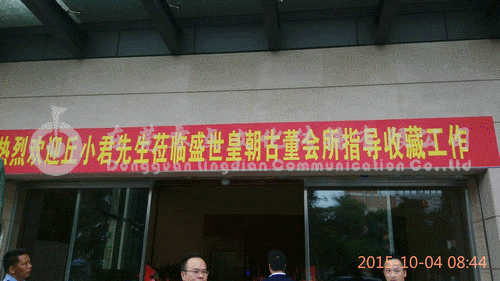 热烈欢迎丘小君先生莅临盛世皇朝古董会所指导收藏工作
Dongguan Lingdian Communication Co.,Ltd
2015-10-04 08:44